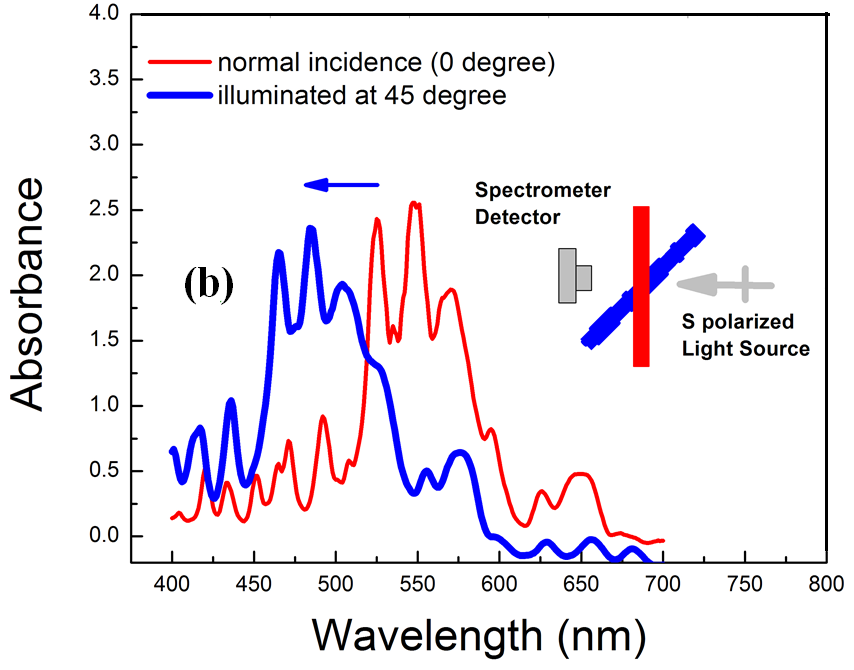 4.0
3.5
3.0
2.5
2.0
1.5
1.0
0.5
0.0
Absorbance
normal incidence (0 degree)
illuminated at 45 degree
(b)
Spectrometer
Detector
S polarized
Light Source
400 450 500 550 600 650 700 750 800
Wavelength (nm)